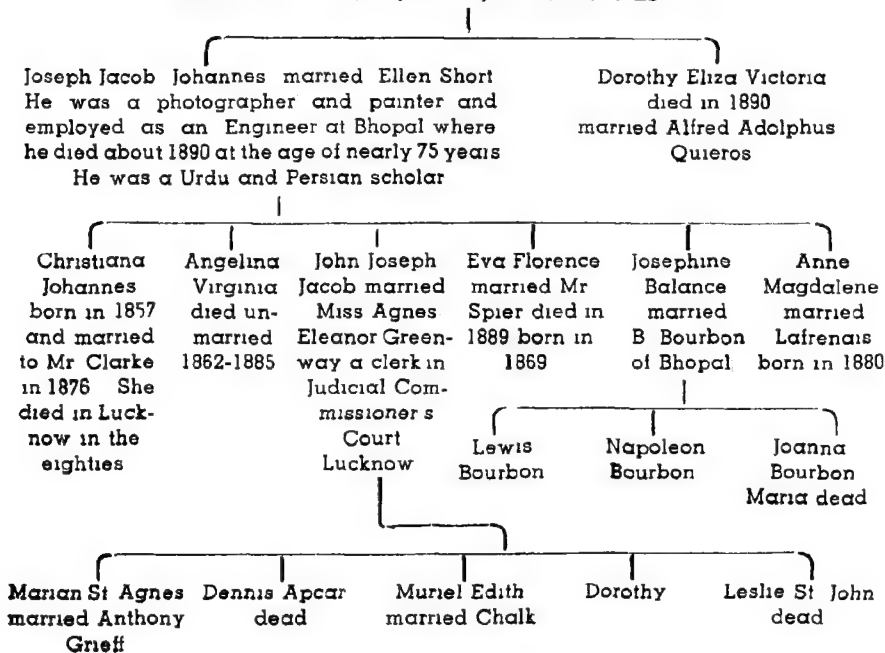 Joseph Jacob Johannes married Ellen Short
He was a photographer and painter and
employed as an Engineer at Bhopal where
he died about 1890 at the age of nearly 75 years
He was a Urdu and Persian scholar
Dorothy Eliza Victoria
died in 1890
married Alfred Adolphus
Quieros
Christiana
Johannes
born in 1857
and married
to Mr Clarke
in 1876 She
died in Luck-
now in the
eighties
Angelina
Virginia
died un-
married
1862-1885
John Joseph
Jacob married
Miss Agnes
Eleanor Green-
way a clerk in
Judicial Com-
missioner s
Court
Lucknow
Eva Florence
married Mr
Spier died in
1889 born in
1869
Josephine
Balance
married
B Bourbon
of Bhopal
Anne
Magdalene
married
Lafrenais
born in 1880
Lewis
Bourbon
Napoleon
Bourbon
Joanna
Bourbon
Maria dead
Marian St Agnes
married Anthony
Grieff
Dennis Apcar
dead
Muriel Edith
married Chalk
Dorothy
Leslie St John
dead